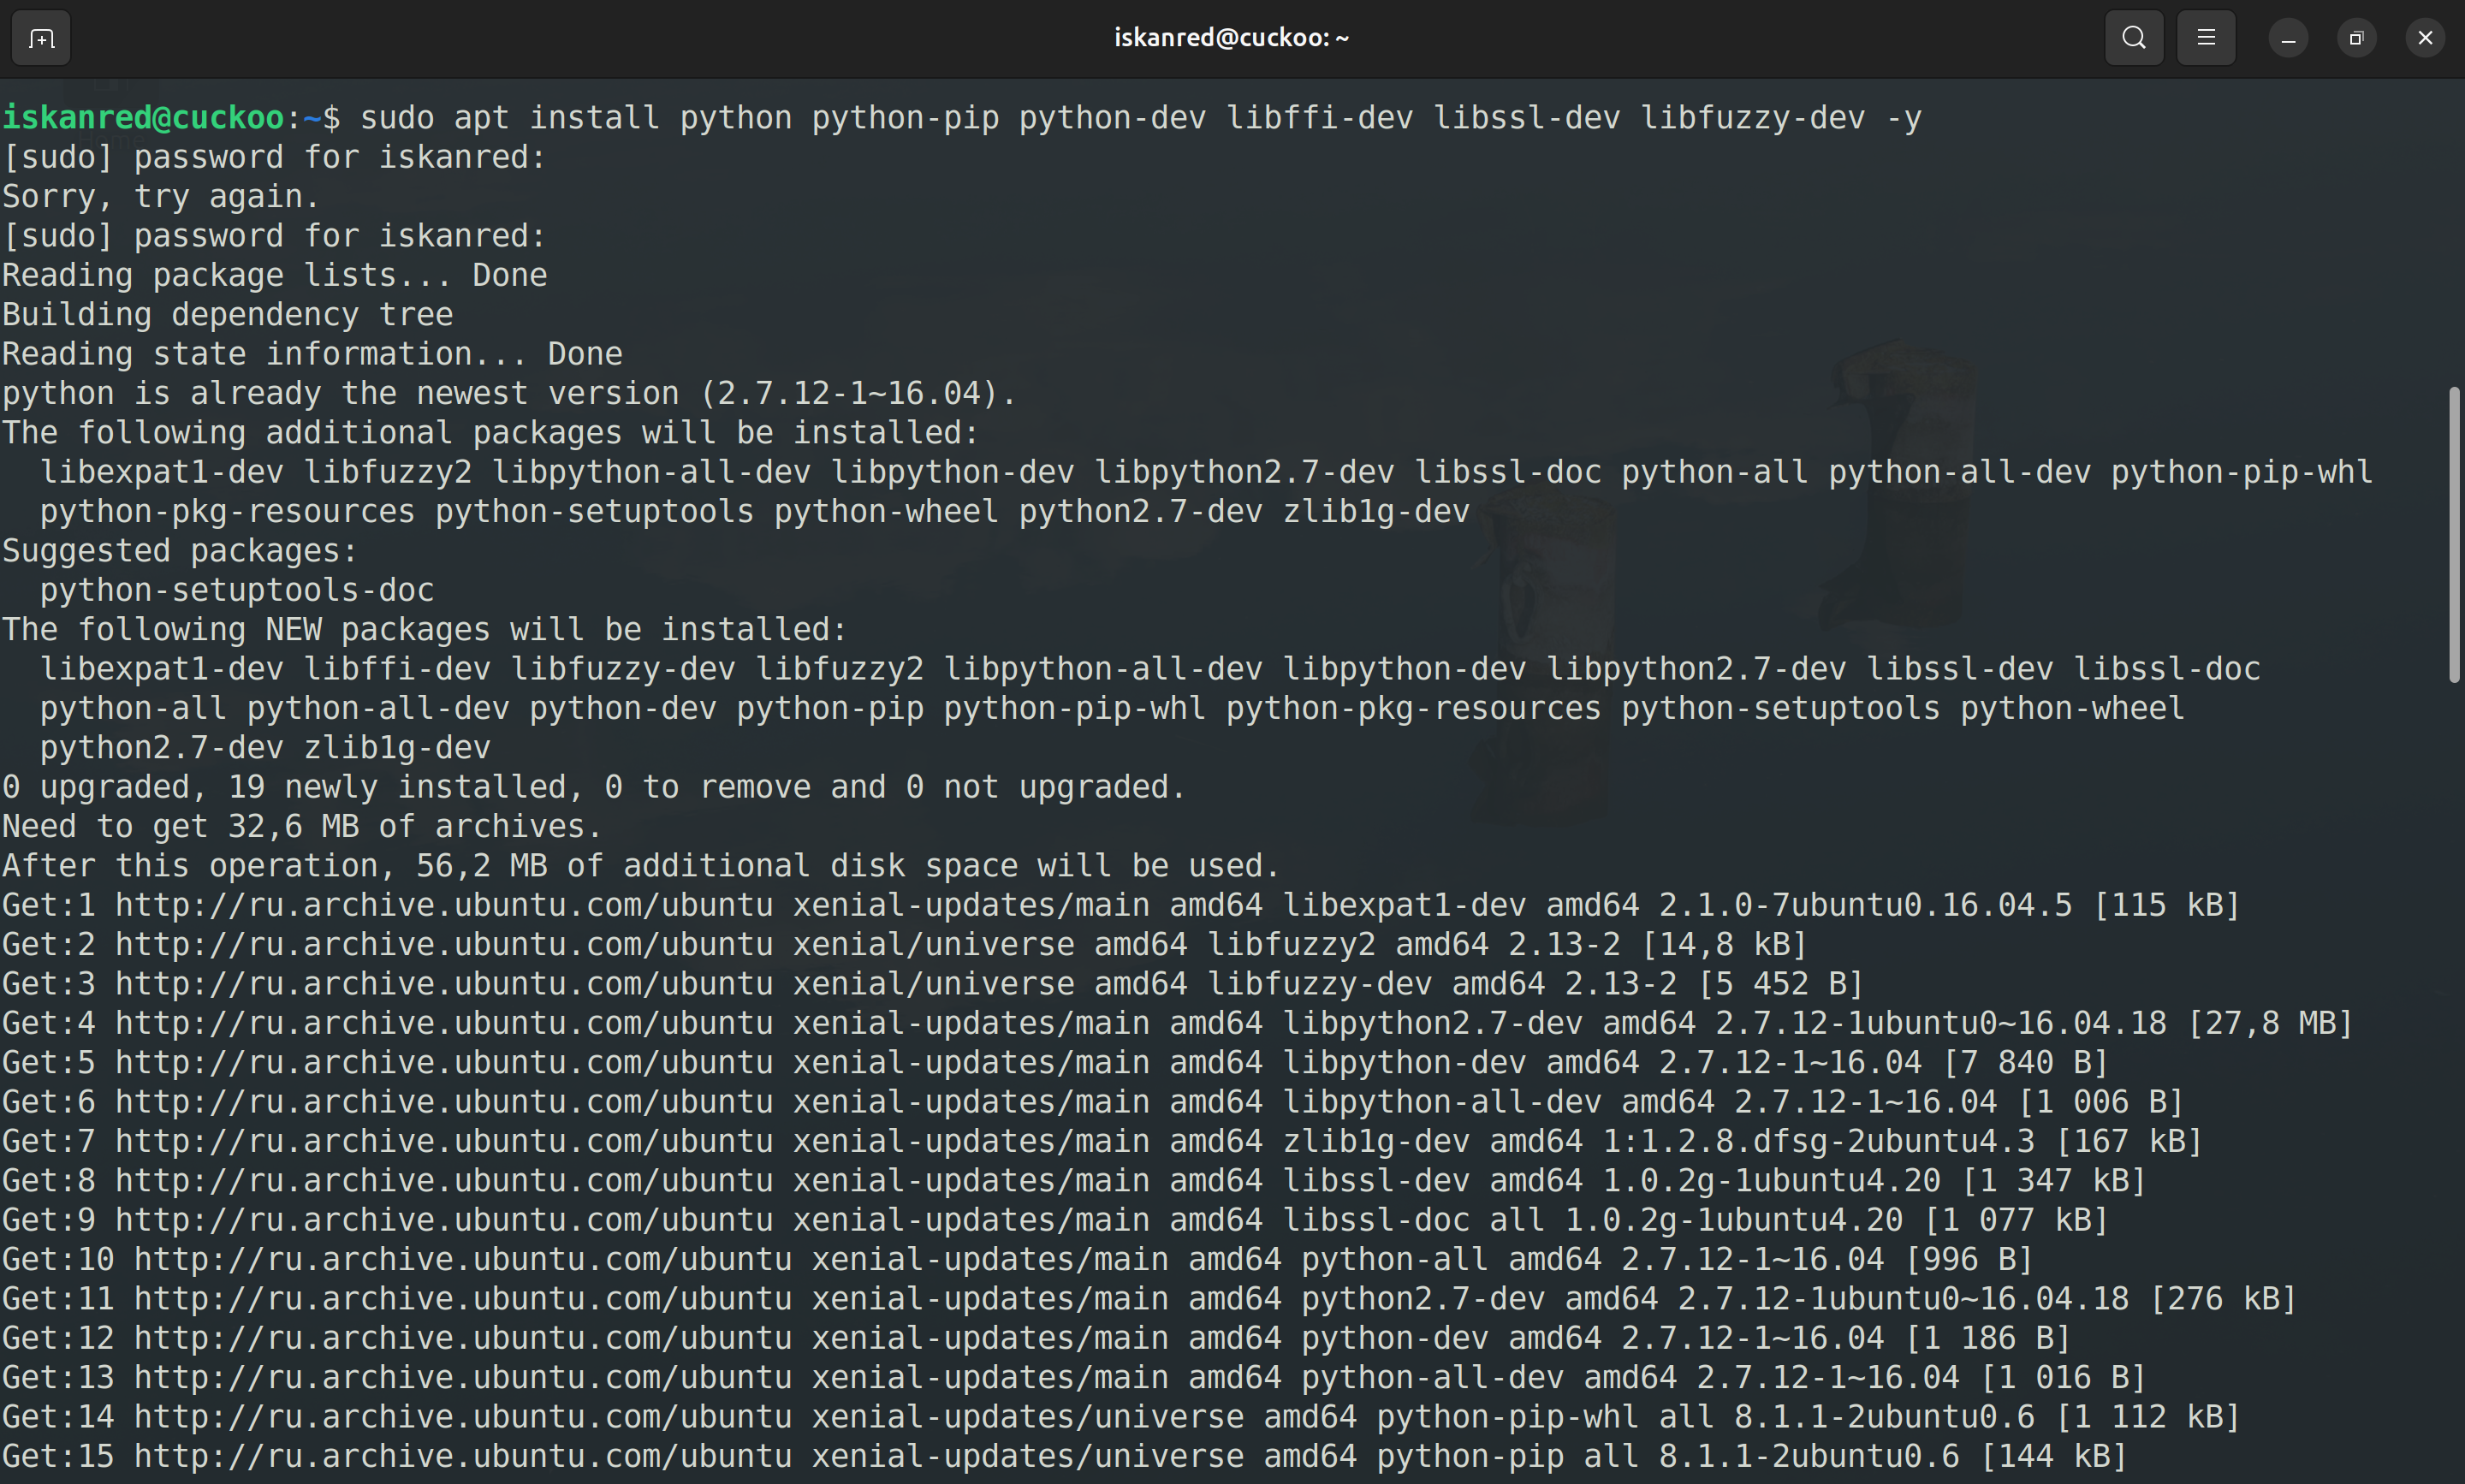 iskanred@cuckoo: ~
iskanred@cuckoo:~$ sudo apt install python python-pip python-dev libffi-dev libssl-dev libfuzzy-dev -y
[sudo] password for iskanred:
Sorry, try again.
[sudo] password for iskanred:
Reading package lists... Done
Building dependency tree
Reading state information... Done
python is already the newest version (2.7.12-1~16.04).
The following additional packages will be installed:
  libexpat1-dev libfuzzy2 libpython-all-dev libpython-dev libpython2.7-dev libssl-doc python-all python-all-dev python-pip-whl
  python-pkg-resources python-setuptools python-wheel python2.7-dev zlib1g-dev
Suggested packages:
  python-setuptools-doc
The following NEW packages will be installed:
  libexpat1-dev libffi-dev libfuzzy-dev libfuzzy2 libpython-all-dev libpython-dev libpython2.7-dev libssl-dev libssl-doc
  python-all python-all-dev python-dev python-pip python-pip-whl python-pkg-resources python-setuptools python-wheel
  python2.7-dev zlib1g-dev
0 upgraded, 19 newly installed, 0 to remove and 0 not upgraded.
Need to get 32,6 MB of archives.
After this operation, 56,2 MB of additional disk space will be used.
Get:1 http://ru.archive.ubuntu.com/ubuntu xenial-updates/main amd64 libexpat1-dev amd64 2.1.0-7ubuntu0.16.04.5 [115 kB]
Get:2 http://ru.archive.ubuntu.com/ubuntu xenial/universe amd64 libfuzzy2 amd64 2.13-2 [14,8 kB]
Get:3 http://ru.archive.ubuntu.com/ubuntu xenial/universe amd64 libfuzzy-dev amd64 2.13-2 [5 452 B]
Get:4 http://ru.archive.ubuntu.com/ubuntu xenial-updates/main amd64 libpython2.7-dev amd64 2.7.12-1ubuntu0~16.04.18 [27,8 MB]
Get:5 http://ru.archive.ubuntu.com/ubuntu xenial-updates/main amd64 libpython-dev amd64 2.7.12-1~16.04 [7 840 B]
Get:6 http://ru.archive.ubuntu.com/ubuntu xenial-updates/main amd64 libpython-all-dev amd64 2.7.12-1~16.04 [1 006 B]
Get:7 http://ru.archive.ubuntu.com/ubuntu xenial-updates/main amd64 zlib1g-dev amd64 1:1.2.8.dfsg-2ubuntu4.3 [167 kB]
Get:8 http://ru.archive.ubuntu.com/ubuntu xenial-updates/main amd64 libssl-dev amd64 1.0.2g-1ubuntu4.20 [1 347 kB]
Get:9 http://ru.archive.ubuntu.com/ubuntu xenial-updates/main amd64 libssl-doc all 1.0.2g-1ubuntu4.20 [1 077 kB]
Get:10 http://ru.archive.ubuntu.com/ubuntu xenial-updates/main amd64 python-all amd64 2.7.12-1~16.04 [996 B]
Get:11 http://ru.archive.ubuntu.com/ubuntu xenial-updates/main amd64 python2.7-dev amd64 2.7.12-1ubuntu0~16.04.18 [276 kB]
Get:12 http://ru.archive.ubuntu.com/ubuntu xenial-updates/main amd64 python-dev amd64 2.7.12-1~16.04 [1 186 B]
Get:13 http://ru.archive.ubuntu.com/ubuntu xenial-updates/main amd64 python-all-dev amd64 2.7.12-1~16.04 [1 016 B]
Get:14 http://ru.archive.ubuntu.com/ubuntu xenial-updates/universe amd64 python-pip-whl all 8.1.1-2ubuntu0.6 [1 112 kB]
Get:15 http://ru.archive.ubuntu.com/ubuntu xenial-updates/universe amd64 python-pip all 8.1.1-2ubuntu0.6 [144 kB]